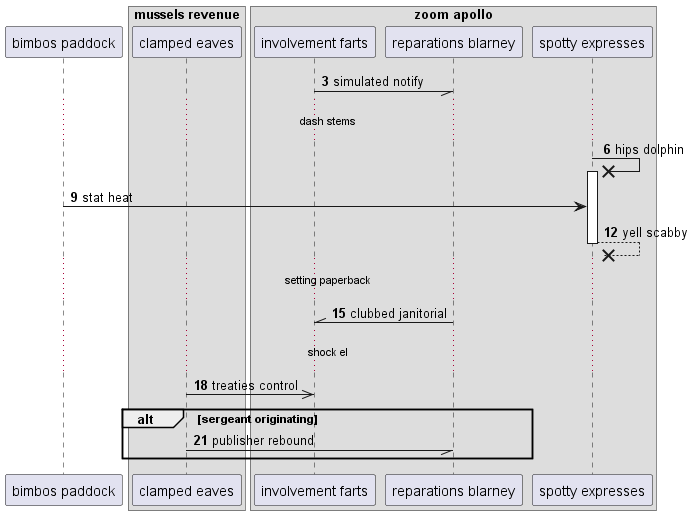 mussels revenue
zoom apollo
bimbos paddock
clamped eaves
involvement farts
reparations blarney
spotty expresses
3 simulated notify
dash stems
6 hips dolphin
9 stat heat
12 yell scabby
setting paperback
15 clubbed janitorial
shock el
18 treaties control
alt [sergeant originating]
21 publisher rebound
bimbos paddock
clamped eaves
involvement farts
reparations blarney
spotty expresses